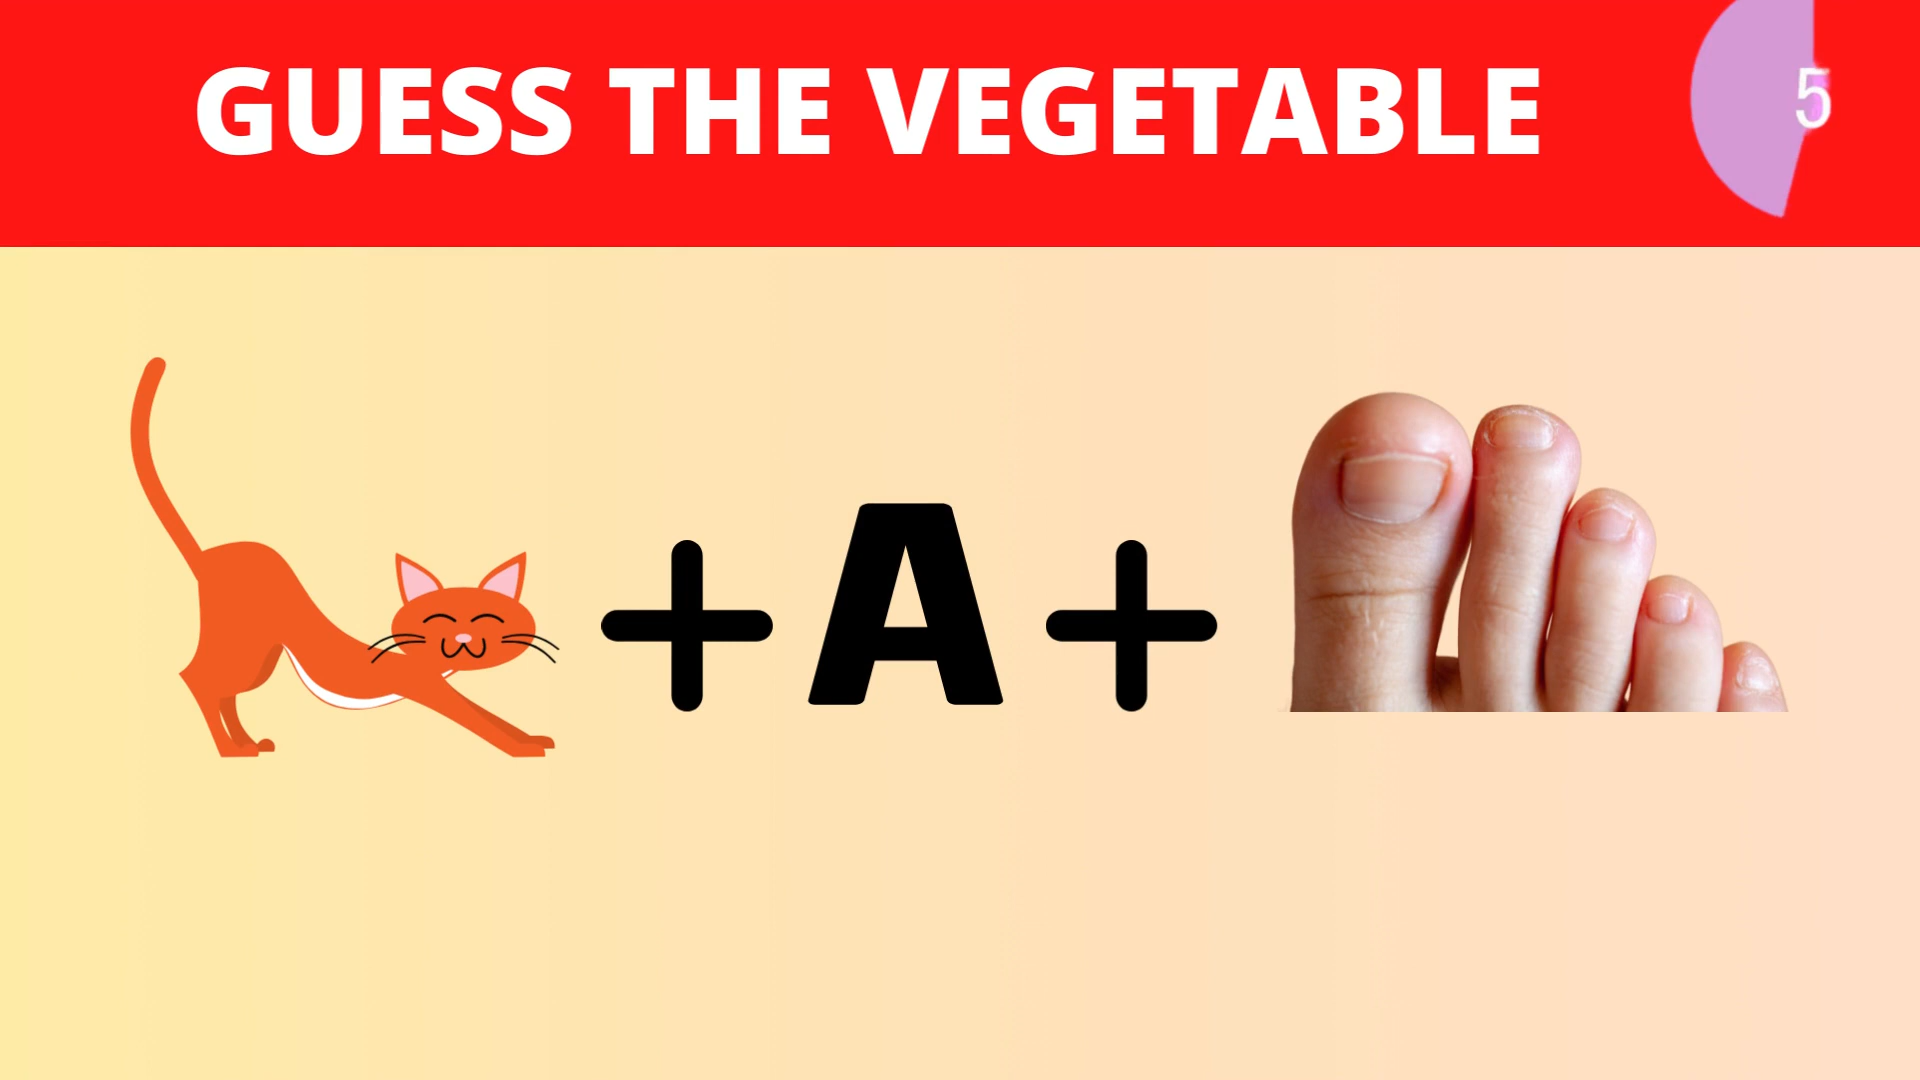 GUESS THE VEGETABLE
5
+ A +